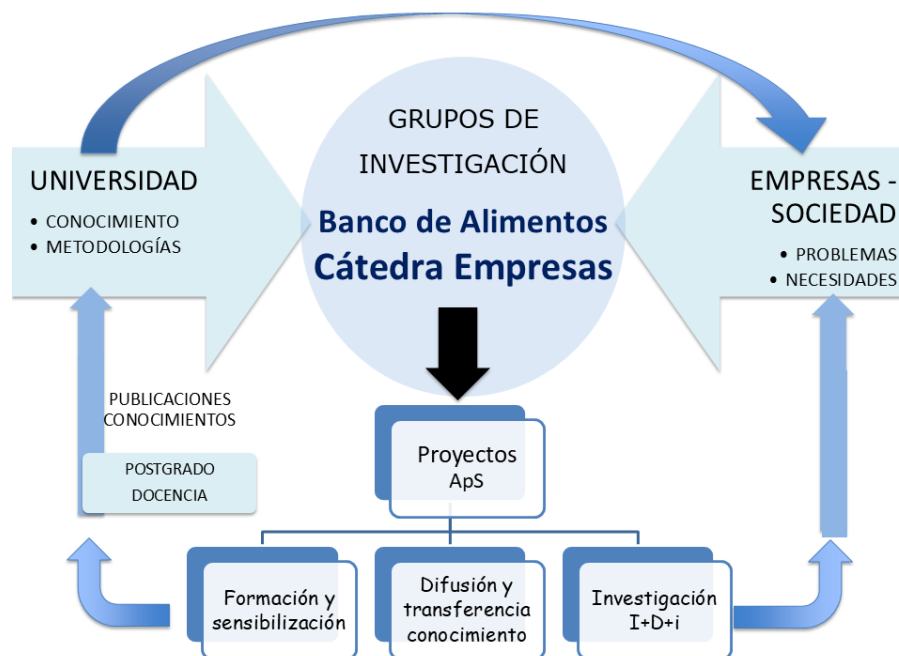 GRUPOS DE
INVESTIGACIÓN
Banco de Alimentos
Cátedra Empresas
UNIVERSIDAD
• CONOCIMIENTO
• METODOLOGÍAS
EMPRESAS -
SOCIEDAD
• PROBLEMAS
• NECESIDADES
PUBLICACIONES
CONOCIMIENTOS
POSTGRADO
DOCENCIA
Proyectos
ApS
Formación y
sensibilización
Difusión y
transferencia
conocimiento
Investigación
I+D+i